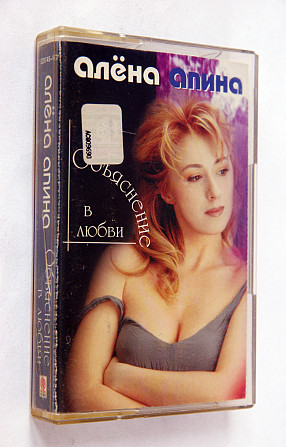 алёна апина
Объяснение
в
любви
алёна апина
Объяснение
в любви